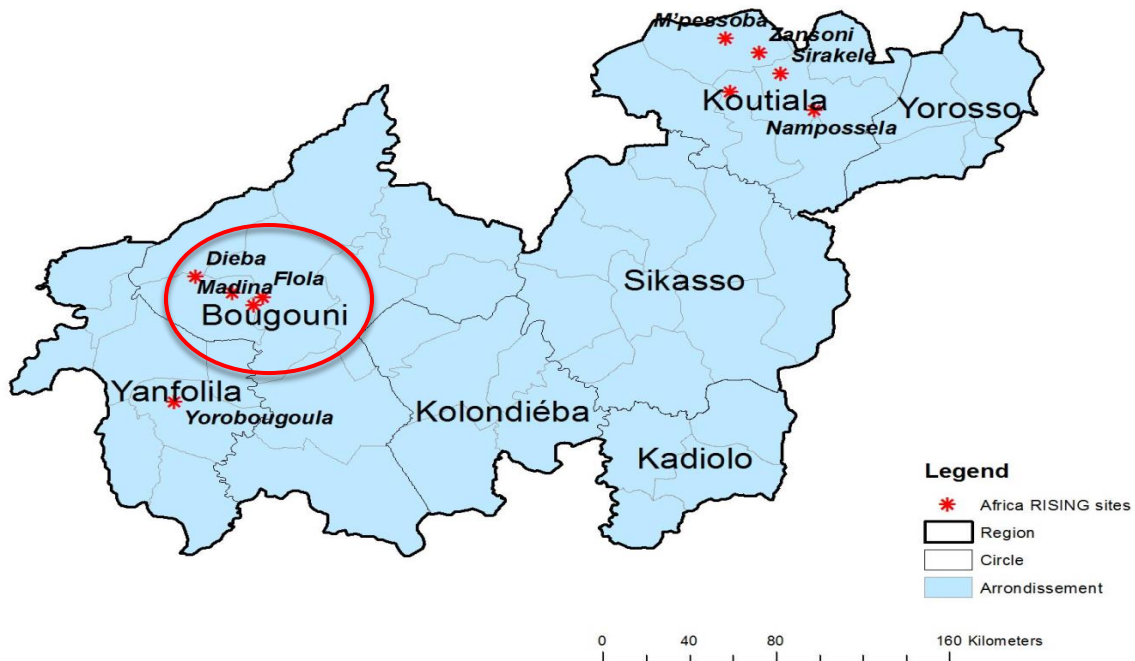 M'pessoba
Zansoni
Sirakele
Koutiala
Yorosso
Nampossela
Dieba
Madina
Flola
Bougouni
Sikasso
Yanfolila
Yorobougoula
Kolondiéba
Kadiolo
Legend
Africa RISING sites
Region
Circle
Arrondissement
0 40 80 160 Kilometers